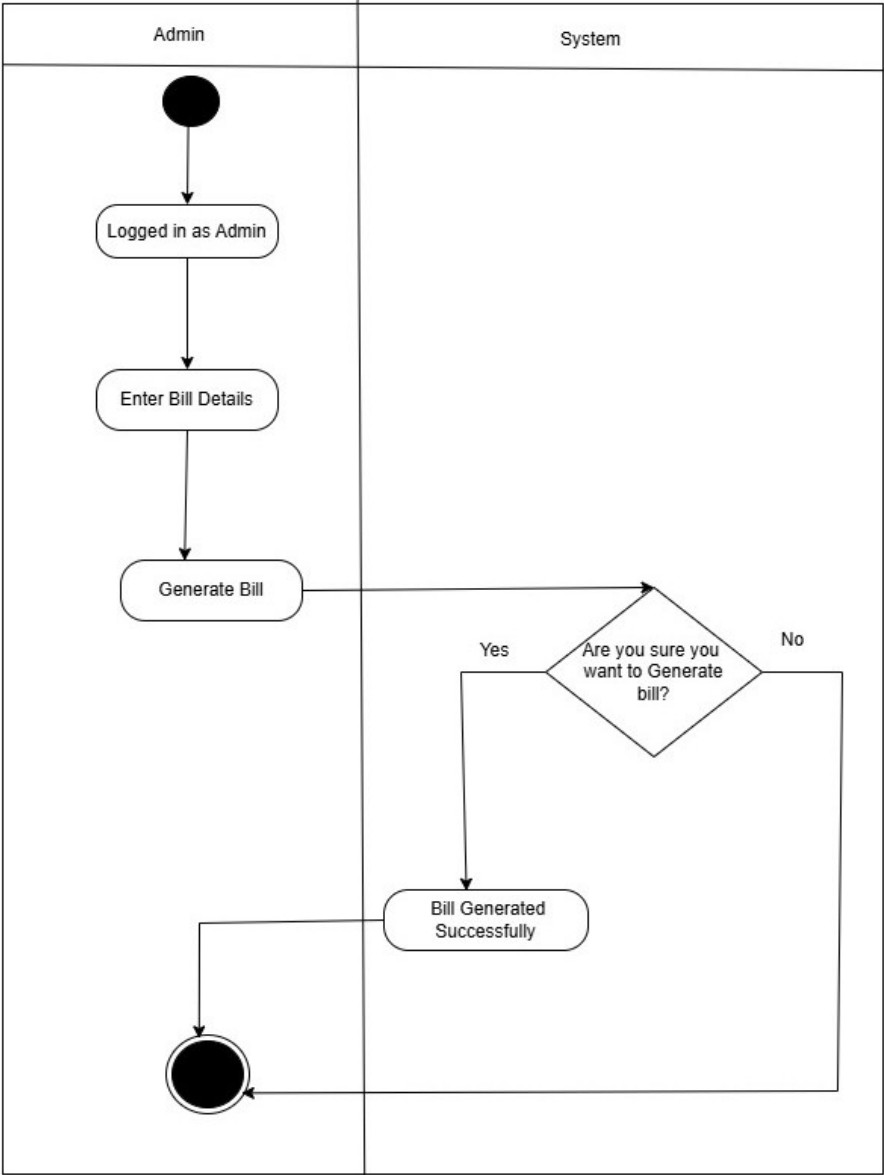 Admin
System
Logged in as Admin
Enter Bill Details
Generate Bill
Yes
Are you sure you
want to Generate
bill?
No
Bill Generated
Successfully